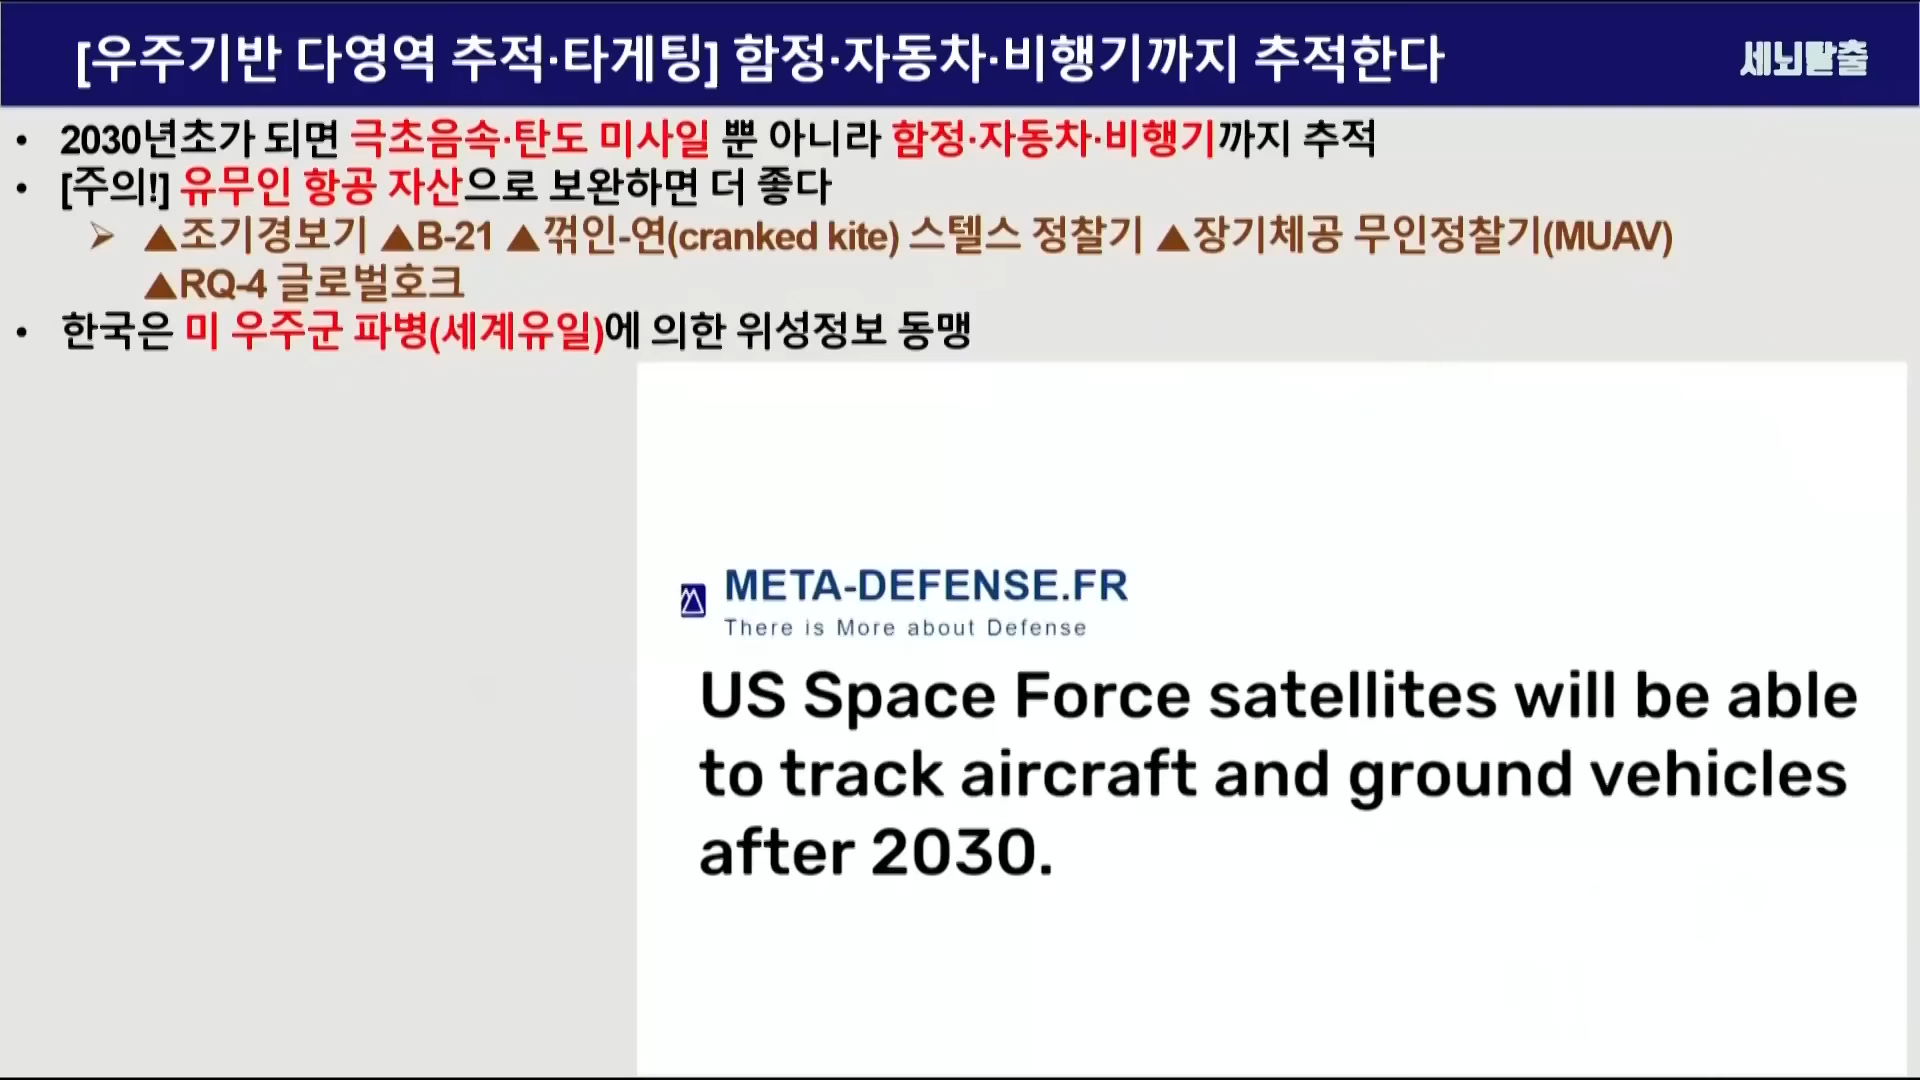 [우주기반 다영역 추적·타게팅] 함정·자동차·비행기까지 추적한다
세뇌탈출
• 2030년초가 되면 극초음속·탄도 미사일 뿐 아니라 함정·자동차·비행기까지 추적
• [주의!] 유무인 항공 자산으로 보완하면 더 좋다
➢ ▲조기경보기 ▲B-21 ▲꺾인-연(cranked kite) 스텔스 정찰기 ▲장기체공 무인정찰기(MUAV)
▲RQ-4 글로벌호크
• 한국은 미 우주군 파병(세계유일)에 의한 위성정보 동맹
META-DEFENSE.FR
There is More about Defense
US Space Force satellites will be able
to track aircraft and ground vehicles
after 2030.